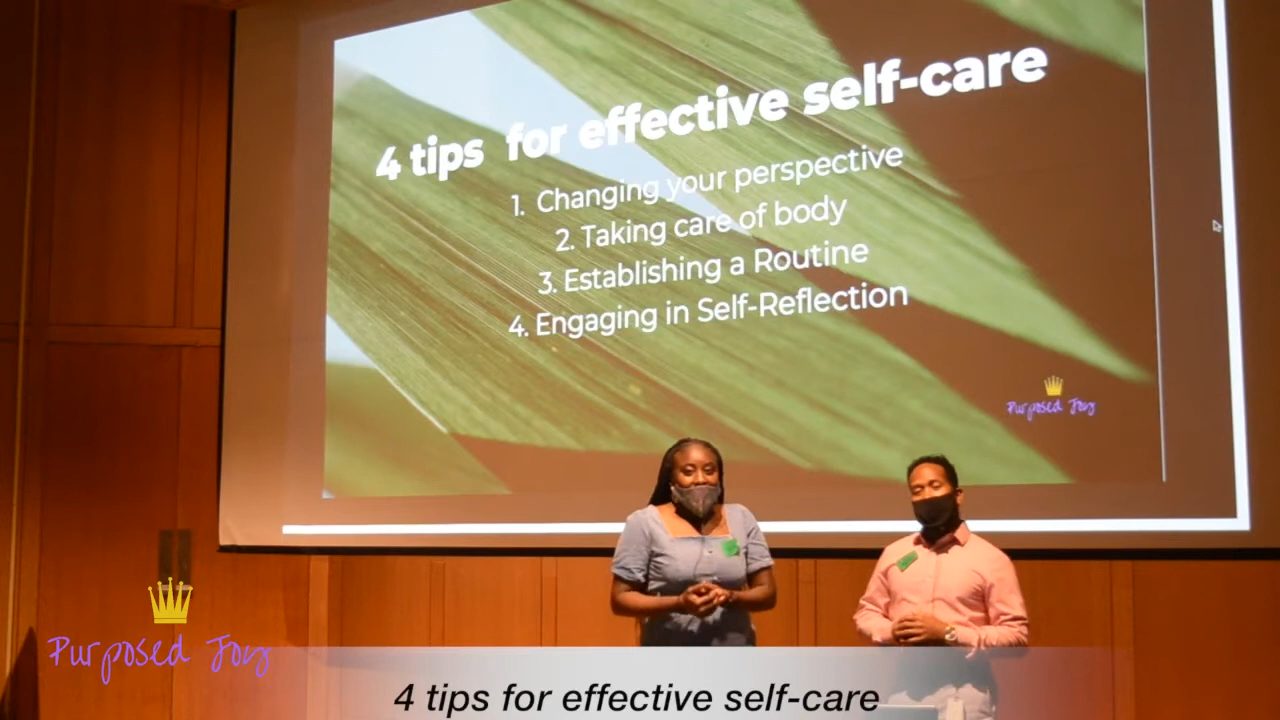 4 tips for effective self-care
1. Changing your perspective
2. Taking care of body
3. Establishing a Routine
4. Engaging in Self-Reflection
Purposed Joy
Purposed Joy
4 tips for effective self-care